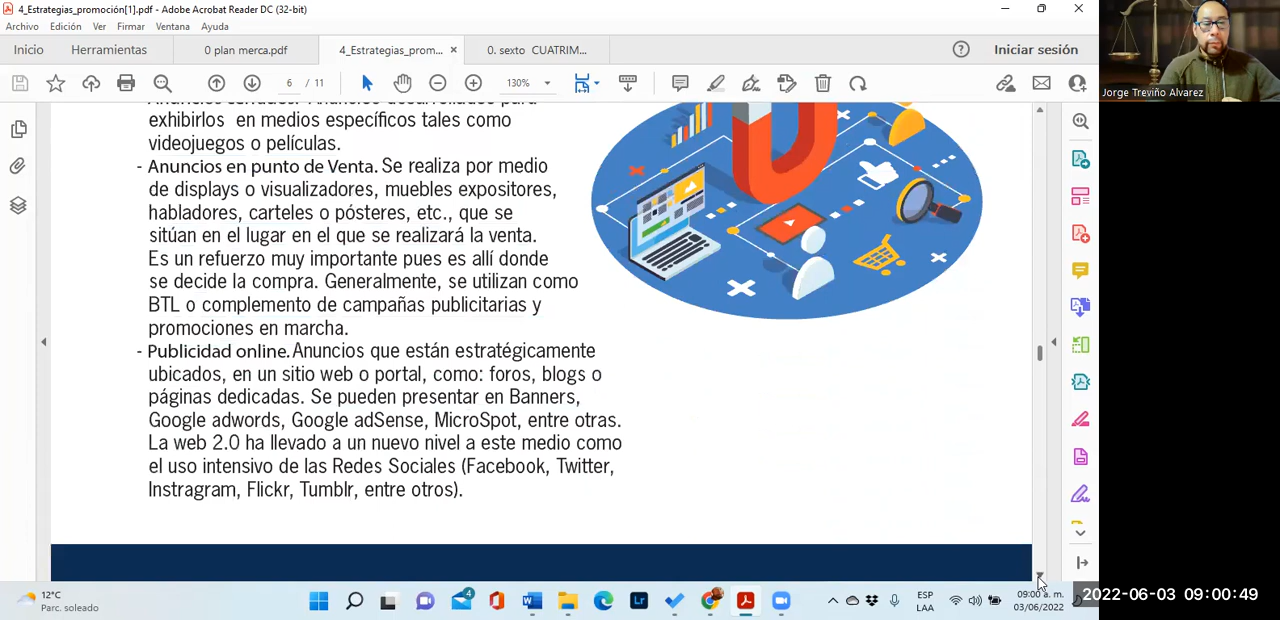 4_Estrategias_promoción[1].pdf - Adobe Acrobat Reader DC (32-bit)
Archivo Edición Ver Firmar Ventana Ayuda
Inicio Herramientas 0 plan merca.pdf 4_Estrategias_prom... × 0. sexto CUATRIM... Iniciar sesión
6 / 11 130%
Jorge Treviño Alvarez
exhibirlos en medios específicos tales como
videojuegos o películas.
- Anuncios en punto de Venta. Se realiza por medio
de displays o visualizadores, muebles expositores,
habladores, carteles o pósteres, etc., que se
sitúan en el lugar en el que se realizará la venta.
Es un refuerzo muy importante pues es allí donde
se decide la compra. Generalmente, se utilizan como
BTL o complemento de campañas publicitarias y
promociones en marcha.
- Publicidad online. Anuncios que están estratégicamente
ubicados, en un sitio web o portal, como: foros, blogs o
páginas dedicadas. Se pueden presentar en Banners,
Google adwords, Google adSense, MicroSpot, entre otras.
La web 2.0 ha llevado a un nuevo nivel a este medio como
el uso intensivo de las Redes Sociales (Facebook, Twitter,
Instragram, Flickr, Tumblr, entre otros).
12°C
Parc. soleado
4
Lr
ESP
LAA
09:00 a. m.
03/06/2022
2022-06-03 09:00:49